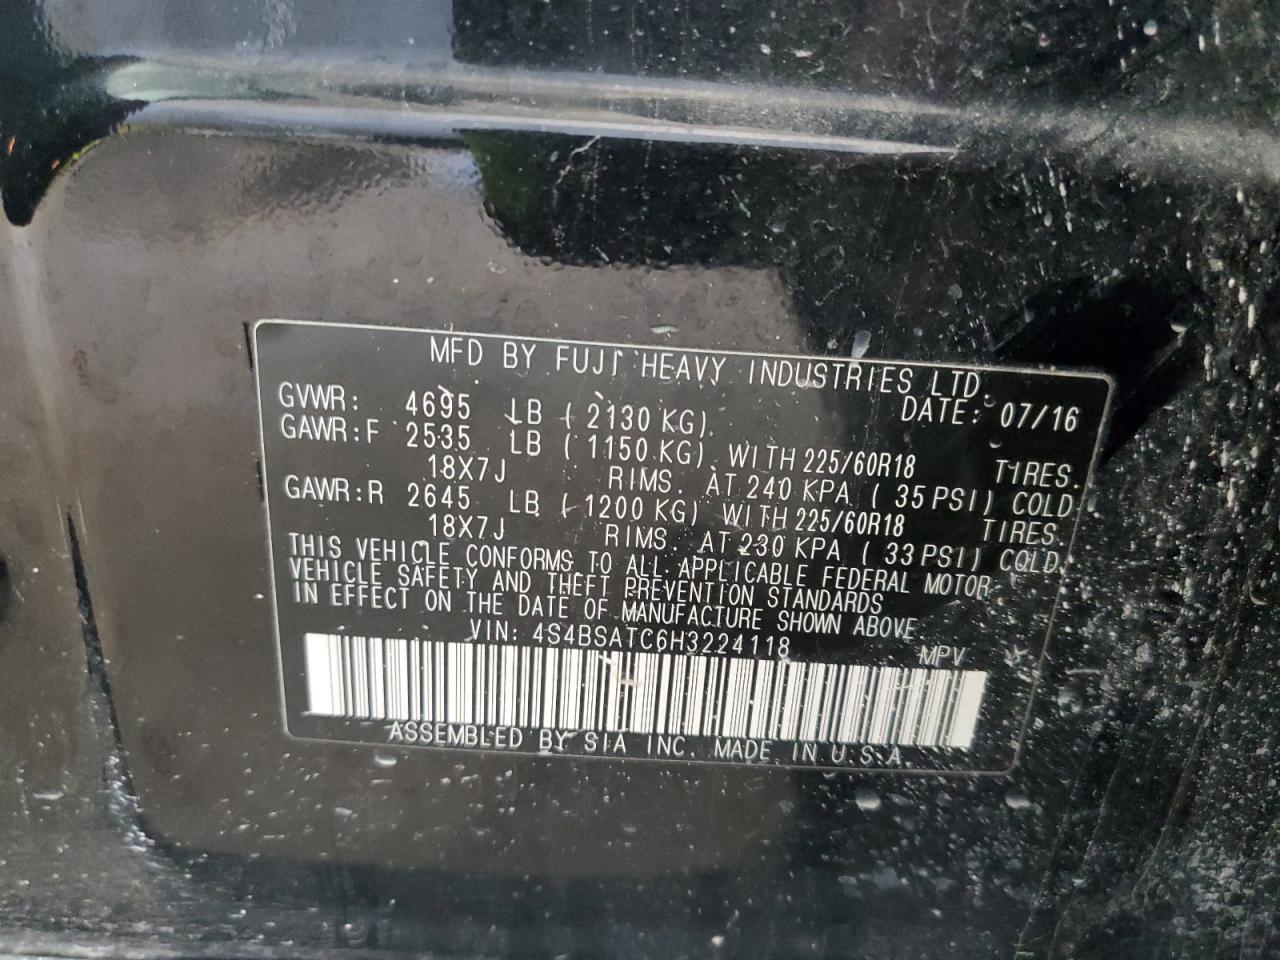 MFD BY FUJI HEAVY INDUSTRIES LTD.
DATE: 07/16
GVWR: 4695 LB (2130 KG)
GAWR:F 2535 LB (1150 KG) WITH 225/60R18 TIRES.
18X7J RIMS. AT 240 KPA (35 PSI) COLD
GAWR:R 2645 LB (1200 KG) WITH 225/60R18 TIRES.
18X7J RIMS. AT 230 KPA (33 PSI) COLD.
THIS VEHICLE CONFORMS TO ALL APPLICABLE FEDERAL MOTOR
VEHICLE SAFETY AND THEFT PREVENTION STANDARDS
IN EFFECT ON THE DATE OF MANUFACTURE SHOWN ABOVE
VIN: 4S4BSATC6H3224118 MPV
ASSEMBLED BY SIA INC. MADE IN U.S.A.